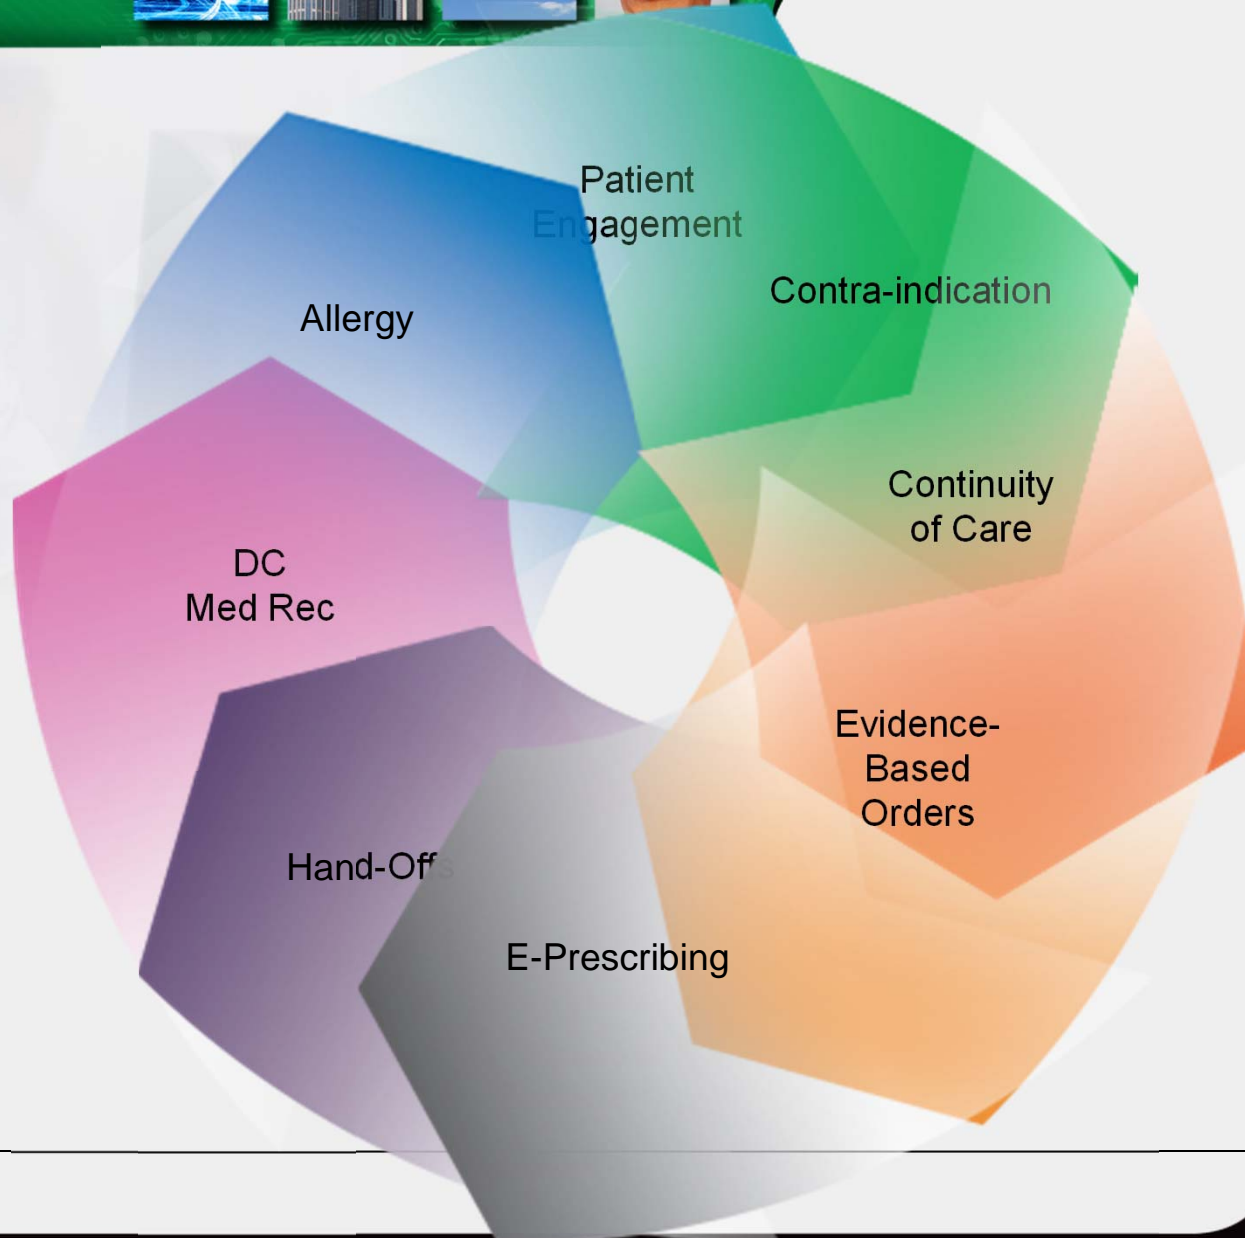 Patient
Engagement
Contra-indication
Allergy
Continuity
of Care
DC
Med Rec
Evidence-
Based
Orders
Hand-Offs
E-Prescribing